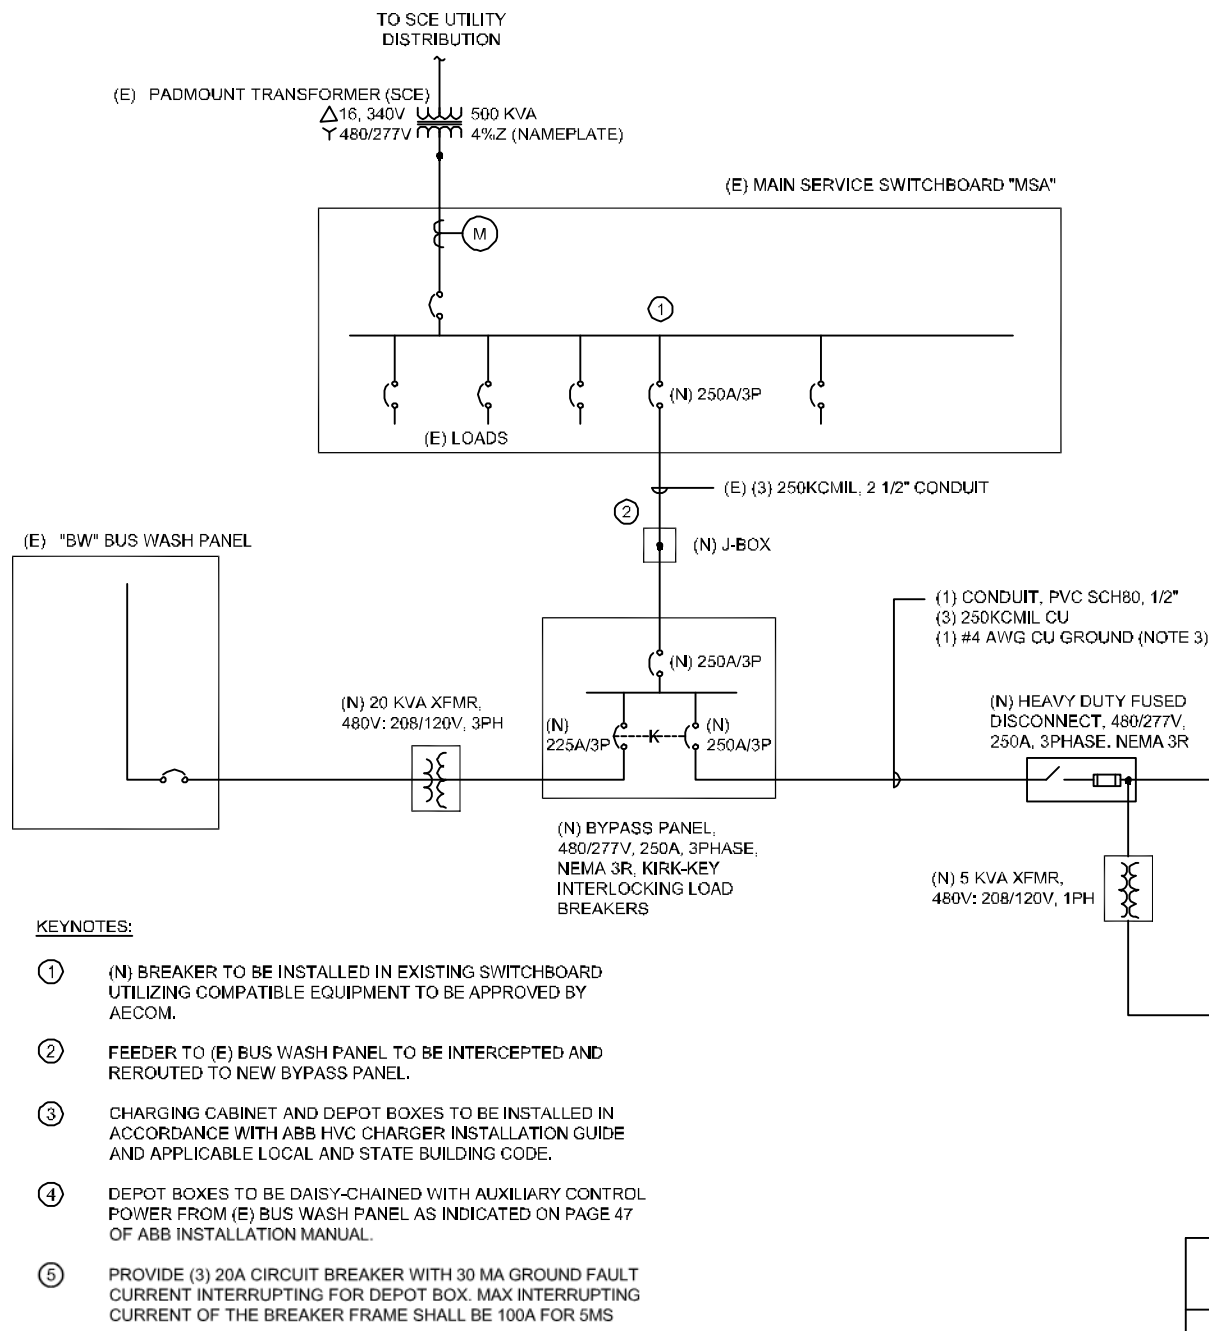 TO SCE UTILITY
DISTRIBUTION
(E) PADMOUNT TRANSFORMER (SCE)
△16, 340V
500 KVA
Y 480/277V
4%Z (NAMEPLATE)
(E) MAIN SERVICE SWITCHBOARD "MSA"
M
1
(N) 250A/3P
(E) LOADS
(E) (3) 250KCMIL, 2 1/2" CONDUIT
2
(N) J-BOX
(E) "BW" BUS WASH PANEL
(1) CONDUIT, PVC SCH80, 1/2"
(3) 250KCMIL CU
(1) #4 AWG CU GROUND (NOTE 3)
(N) 250A/3P
(N) 20 KVA XFMR,
480V: 208/120V, 3PH
(N)
225A/3P
K
(N)
250A/3P
(N) HEAVY DUTY FUSED
DISCONNECT, 480/277V,
250A, 3PHASE. NEMA 3R
(N) BYPASS PANEL,
480/277V, 250A, 3PHASE,
NEMA 3R, KIRK-KEY
INTERLOCKING LOAD
BREAKERS
(N) 5 KVA XFMR,
480V: 208/120V, 1PH
KEYNOTES:
1 (N) BREAKER TO BE INSTALLED IN EXISTING SWITCHBOARD
UTILIZING COMPATIBLE EQUIPMENT TO BE APPROVED BY
AECOM.
2 FEEDER TO (E) BUS WASH PANEL TO BE INTERCEPTED AND
REROUTED TO NEW BYPASS PANEL.
3 CHARGING CABINET AND DEPOT BOXES TO BE INSTALLED IN
ACCORDANCE WITH ABB HVC CHARGER INSTALLATION GUIDE
AND APPLICABLE LOCAL AND STATE BUILDING CODE.
4 DEPOT BOXES TO BE DAISY-CHAINED WITH AUXILIARY CONTROL
POWER FROM (E) BUS WASH PANEL AS INDICATED ON PAGE 47
OF ABB INSTALLATION MANUAL.
5 PROVIDE (3) 20A CIRCUIT BREAKER WITH 30 MA GROUND FAULT
CURRENT INTERRUPTING FOR DEPOT BOX. MAX INTERRUPTING
CURRENT OF THE BREAKER FRAME SHALL BE 100A FOR 5MS